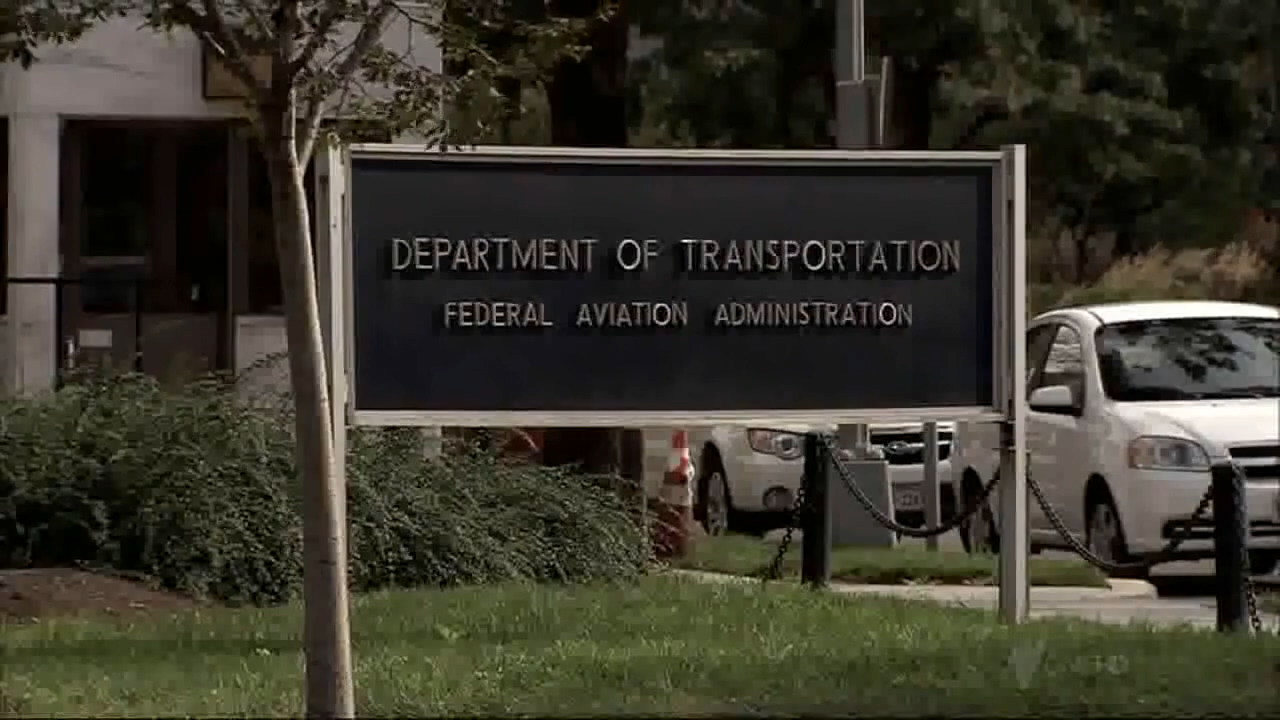 DEPARTMENT OF TRANSPORTATION
FEDERAL AVIATION ADMINISTRATION